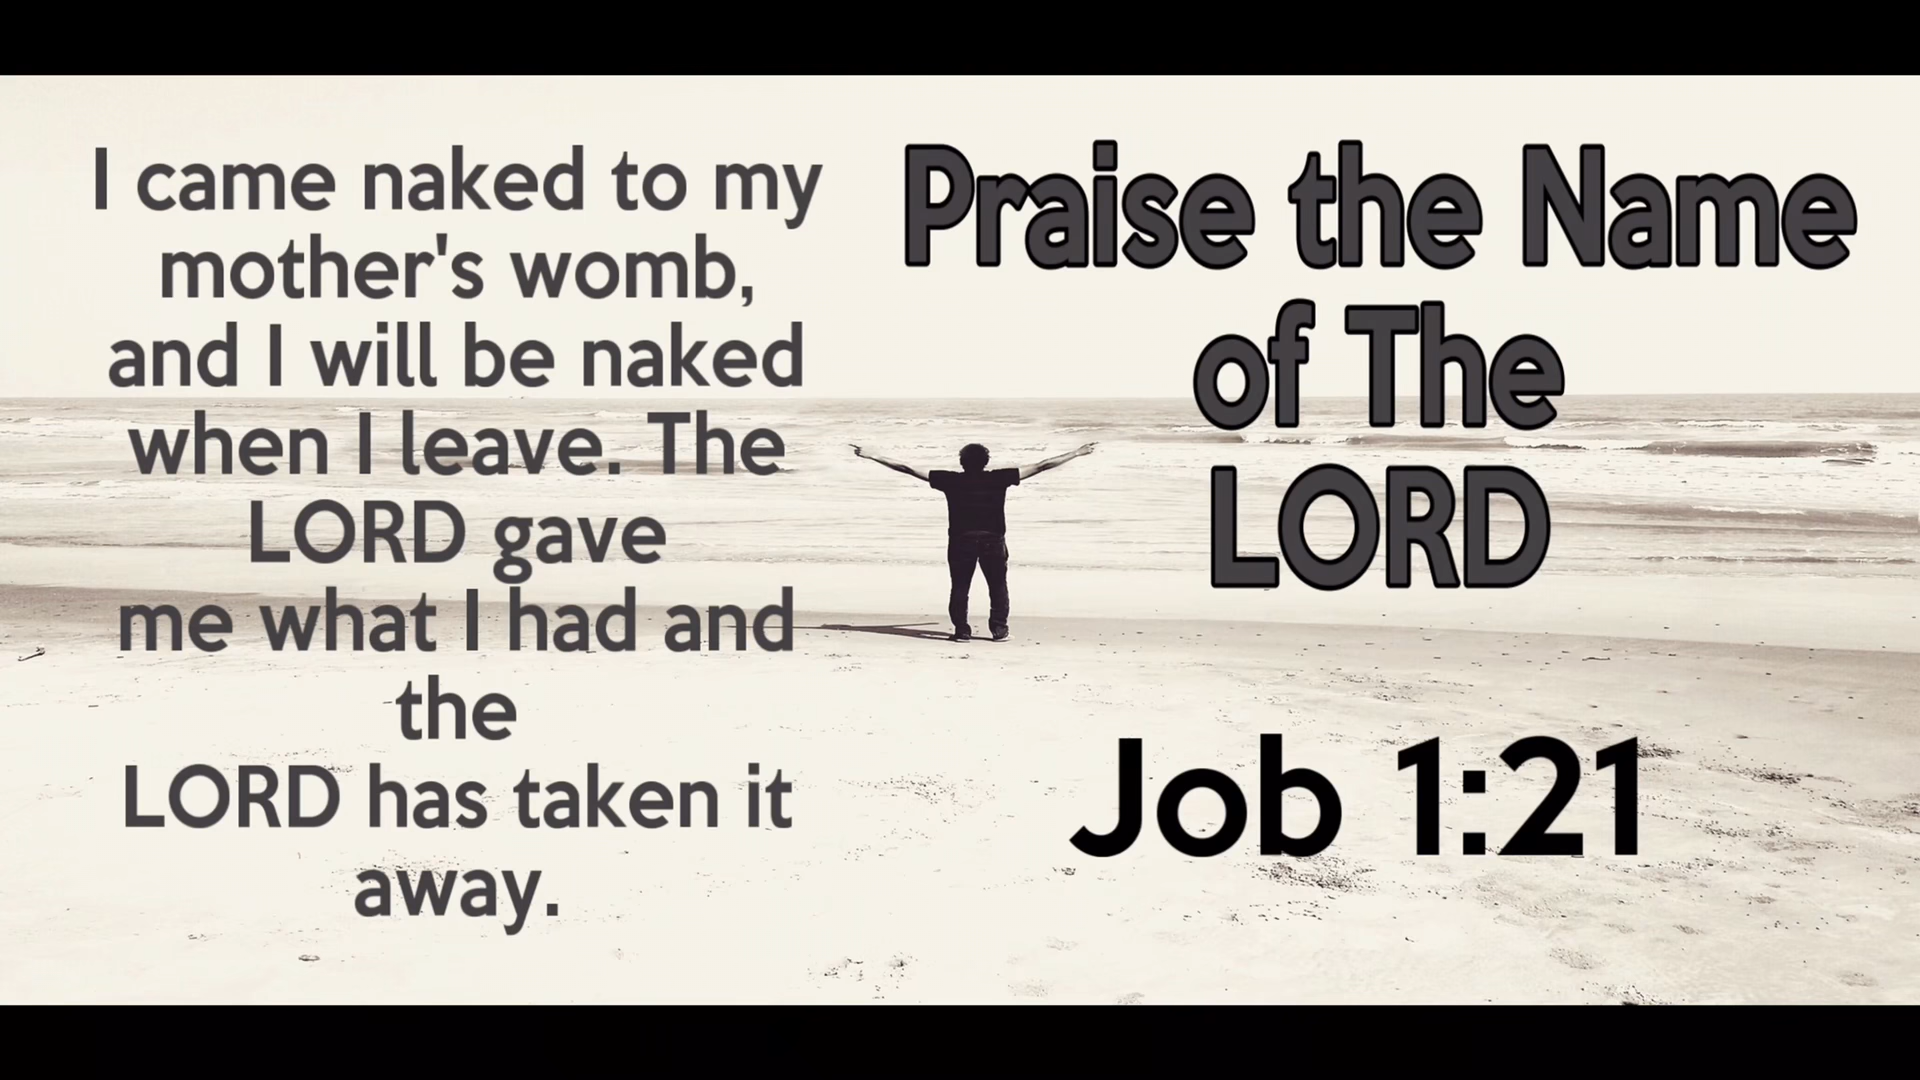 I came naked to my
mother's womb,
and I will be naked
when I leave. The
LORD gave
me what I had and
the
LORD has taken it
away.
Praise the Name
of The
LORD
Job 1:21